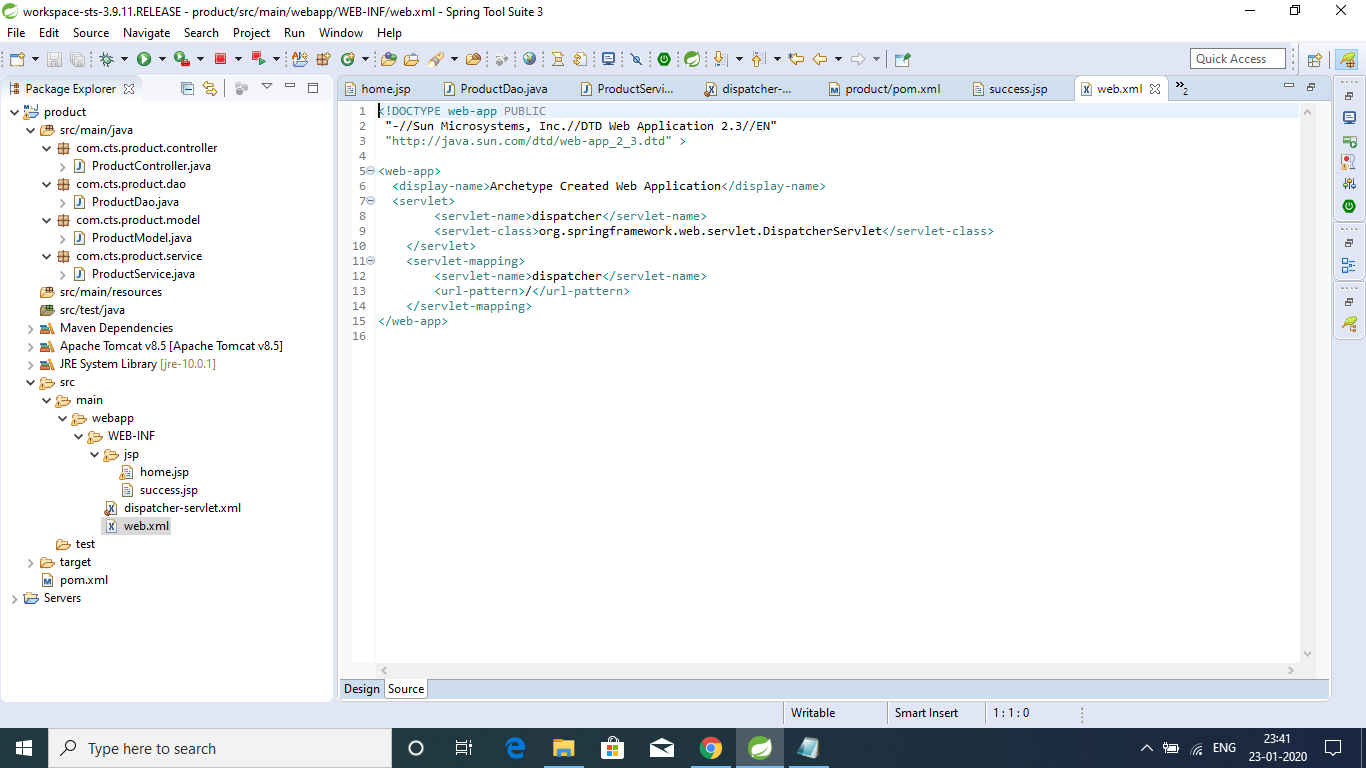 workspace-sts-3.9.11.RELEASE - product/src/main/webapp/WEB-INF/web.xml - Spring Tool Suite 3
File Edit Source Navigate Search Project Run Window Help
Quick Access
Package Explorer
home.jsp ProductDao.java ProductServi... dispatcher-... product/pom.xml success.jsp web.xml »2
product
src/main/java
com.cts.product.controller
ProductController.java
com.cts.product.dao
ProductDao.java
com.cts.product.model
ProductModel.java
com.cts.product.service
ProductService.java
src/main/resources
src/test/java
Maven Dependencies
Apache Tomcat v8.5 [Apache Tomcat v8.5]
JRE System Library [jre-10.0.1]
src
main
webapp
WEB-INF
jsp
home.jsp
success.jsp
dispatcher-servlet.xml
web.xml
test
target
pom.xml
Servers
1 <!DOCTYPE web-app PUBLIC
2 "-//Sun Microsystems, Inc.//DTD Web Application 2.3//EN"
3 "http://java.sun.com/dtd/web-app_2_3.dtd" >
4
5 <web-app>
6 <display-name>Archetype Created Web Application</display-name>
7 <servlet>
8 <servlet-name>dispatcher</servlet-name>
9 <servlet-class>org.springframework.web.servlet.DispatcherServlet</servlet-class>
10 </servlet>
11 <servlet-mapping>
12 <servlet-name>dispatcher</servlet-name>
13 <url-pattern>/</url-pattern>
14 </servlet-mapping>
15 </web-app>
16
Design Source
Writable Smart Insert 1 : 1 : 0
Type here to search
ENG 23:41
23-01-2020